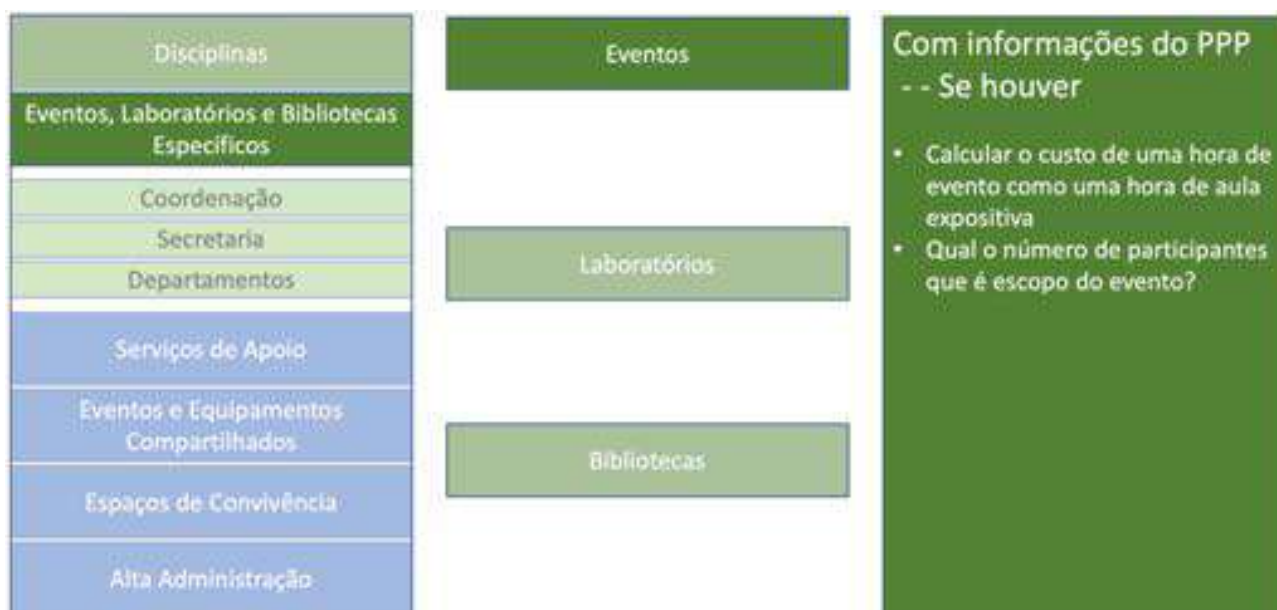 Disciplinas
Eventos, Laboratórios e Bibliotecas
Específicos
Coordenação
Secretaria
Departamentos
Serviços de Apoio
Eventos e Equipamentos
Compartilhados
Espaços de Convivência
Alta Administração
Eventos
Laboratórios
Bibliotecas
Com informações do PPP
- - Se houver
• Calcular o custo de uma hora de
evento como uma hora de aula
expositiva
• Qual o número de participantes
que é escopo do evento?